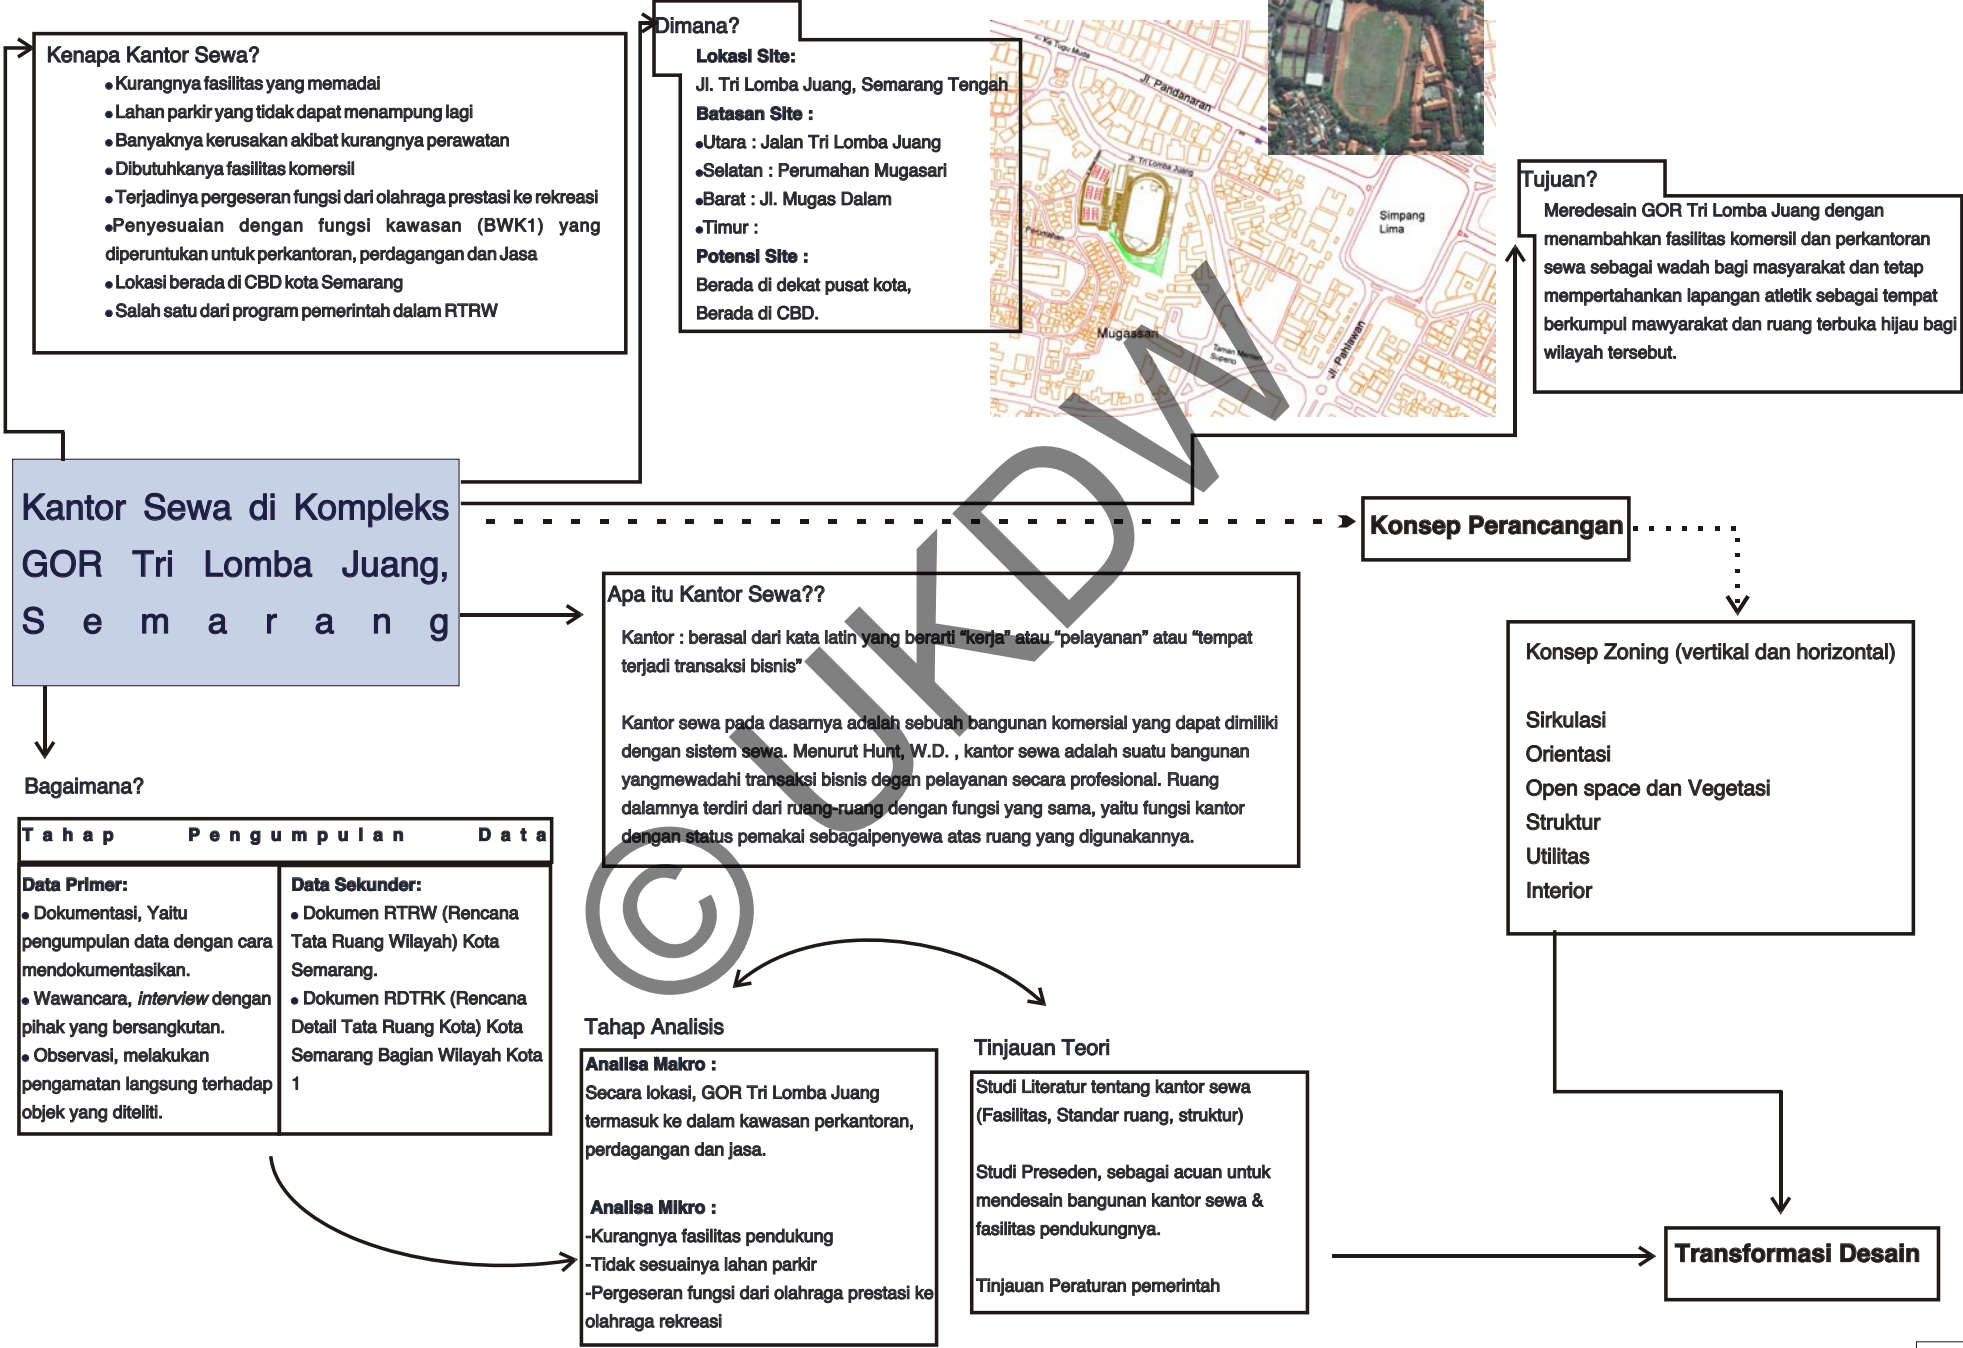 Kenapa Kantor Sewa?
• Kurangnya fasilitas yang memadai
• Lahan parkir yang tidak dapat menampung lagi
• Banyaknya kerusakan akibat kurangnya perawatan
• Dibutuhkanya fasilitas komersil
• Terjadinya pergeseran fungsi dari olahraga prestasi ke rekreasi
•Penyesuaian dengan fungsi kawasan (BWK1) yang
diperuntukan untuk perkantoran, perdagangan dan Jasa
• Lokasi berada di CBD kota Semarang
• Salah satu dari program pemerintah dalam RTRW
Dimana?
Lokasi Site:
Jl. Tri Lomba Juang, Semarang Tengah
Batasan Site :
•Utara : Jalan Tri Lomba Juang
•Selatan : Perumahan Mugasari
•Barat : Jl. Mugas Dalam
•Timur :
Potensi Site :
Berada di dekat pusat kota,
Berada di CBD.
Jl. Pandanaran
Jl. Tri Lomba Juang
Simpang
Lima
Perumahan
Mugassari
Taman Menteri
Jl. Pahlawan
Tujuan?
Meredesain GOR Tri Lomba Juang dengan
menambahkan fasilitas komersil dan perkantoran
sewa sebagai wadah bagi masyarakat dan tetap
mempertahankan lapangan atletik sebagai tempat
berkumpul mawyarakat dan ruang terbuka hijau bagi
wilayah tersebut.
Kantor Sewa di Kompleks
GOR Tri Lomba Juang,
Semarang
Konsep Perancangan
Apa itu Kantor Sewa??
Kantor : berasal dari kata latin yang berarti “kerja” atau “pelayanan” atau “tempat
terjadi transaksi bisnis”
Kantor sewa pada dasarnya adalah sebuah bangunan komersial yang dapat dimiliki
dengan sistem sewa. Menurut Hunt, W.D. , kantor sewa adalah suatu bangunan
yangmewadahi transaksi bisnis degan pelayanan secara profesional. Ruang
dalamnya terdiri dari ruang-ruang dengan fungsi yang sama, yaitu fungsi kantor
dengan status pemakai sebagaipenyewa atas ruang yang digunakannya.
Konsep Zoning (vertikal dan horizontal)
Sirkulasi
Orientasi
Open space dan Vegetasi
Struktur
Utilitas
Interior
Bagaimana?
Tahap Pengumpulan Data
Data Primer:
• Dokumentasi, Yaitu
pengumpulan data dengan cara
mendokumentasikan.
• Wawancara, interview dengan
pihak yang bersangkutan.
• Observasi, melakukan
pengamatan langsung terhadap
objek yang diteliti.
Data Sekunder:
• Dokumen RTRW (Rencana
Tata Ruang Wilayah) Kota
Semarang.
• Dokumen RDTRK (Rencana
Detail Tata Ruang Kota) Kota
Semarang Bagian Wilayah Kota
1
Tahap Analisis
Analisa Makro :
Secara lokasi, GOR Tri Lomba Juang
termasuk ke dalam kawasan perkantoran,
perdagangan dan jasa.
Analisa Mikro :
-Kurangnya fasilitas pendukung
-Tidak sesuainya lahan parkir
-Pergeseran fungsi dari olahraga prestasi ke
olahraga rekreasi
Tinjauan Teori
Studi Literatur tentang kantor sewa
(Fasilitas, Standar ruang, struktur)
Studi Preseden, sebagai acuan untuk
mendesain bangunan kantor sewa &
fasilitas pendukungnya.
Tinjauan Peraturan pemerintah
Transformasi Desain
© UKDW